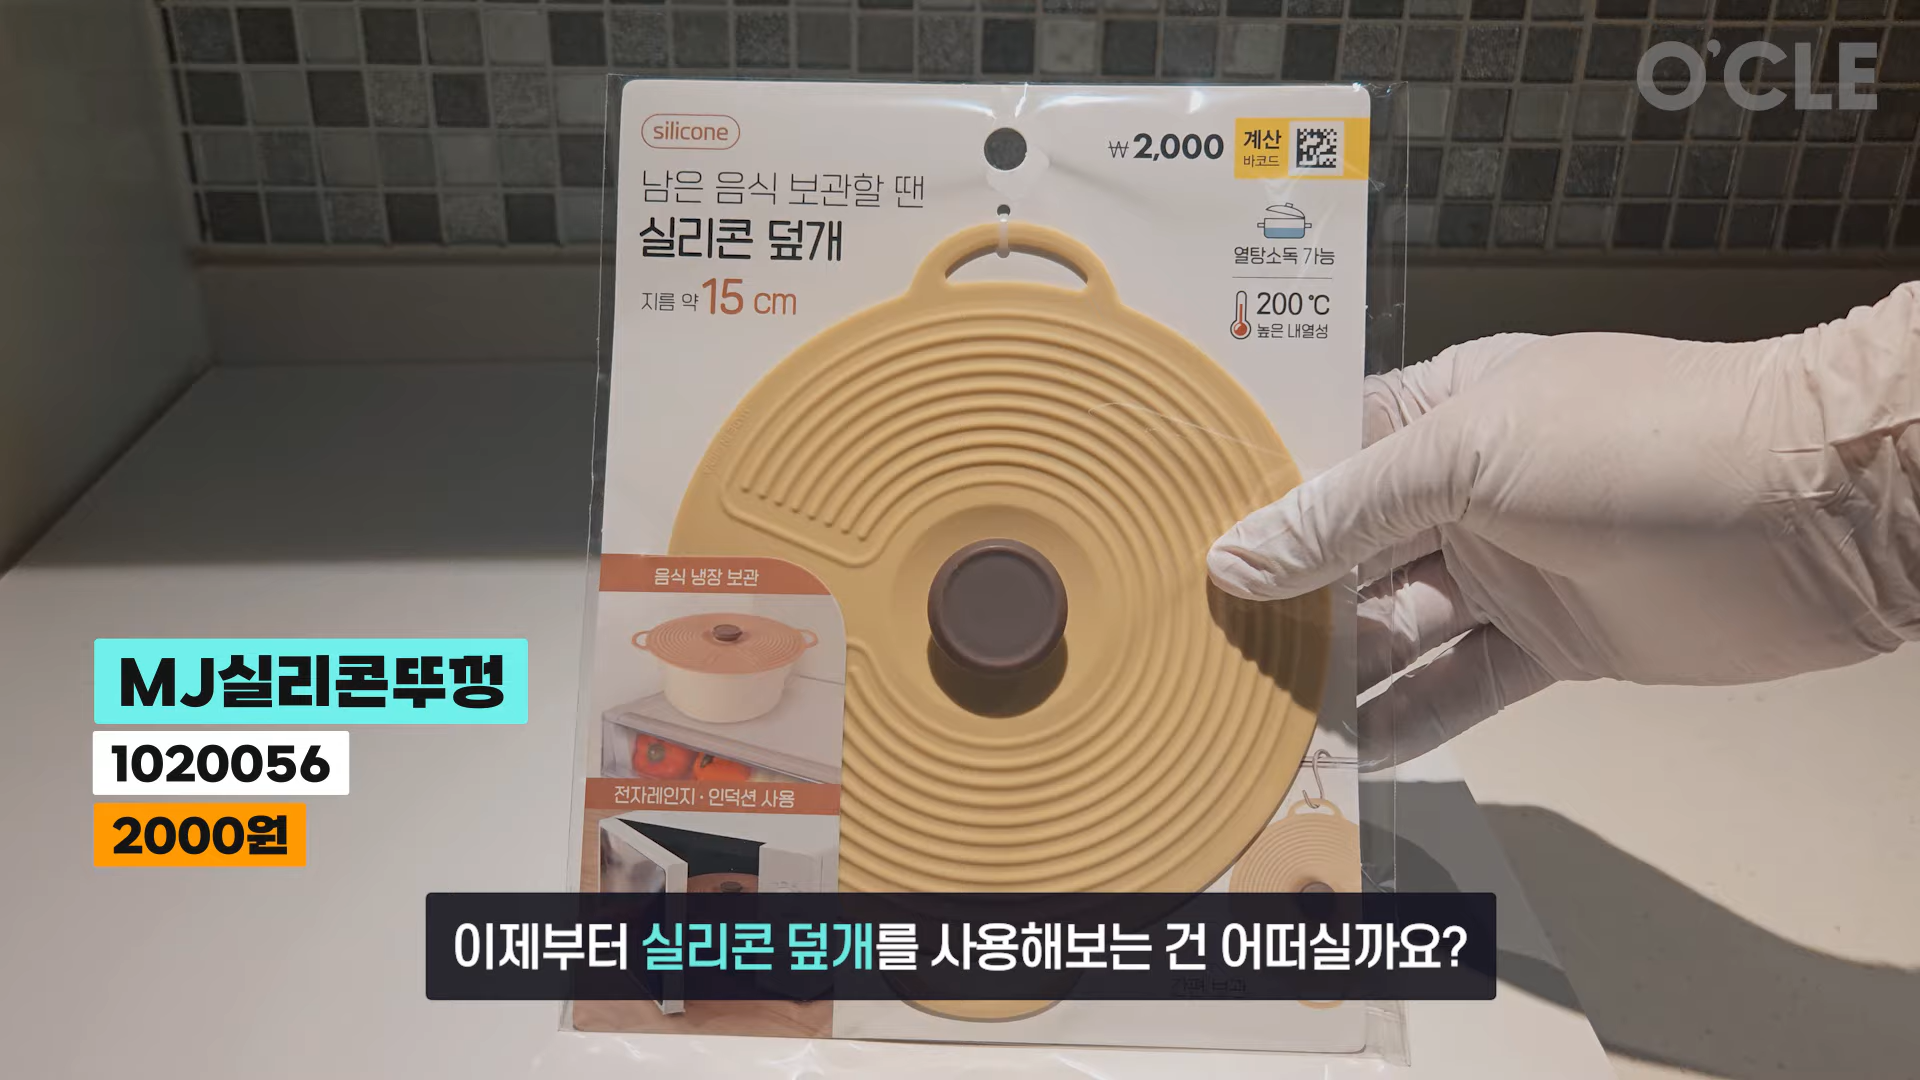 O'CLE
silicone
₩2,000
계산
바코드
남은 음식 보관할 땐
실리콘 덮개
지름 약 15 cm
열탕소독 가능
200℃
높은 내열성
음식 냉장 보관
전자레인지·인덕션 사용
MJ실리콘뚜껑
1020056
2000원
이제부터 실리콘 덮개를 사용해보는 건 어떠실까요?